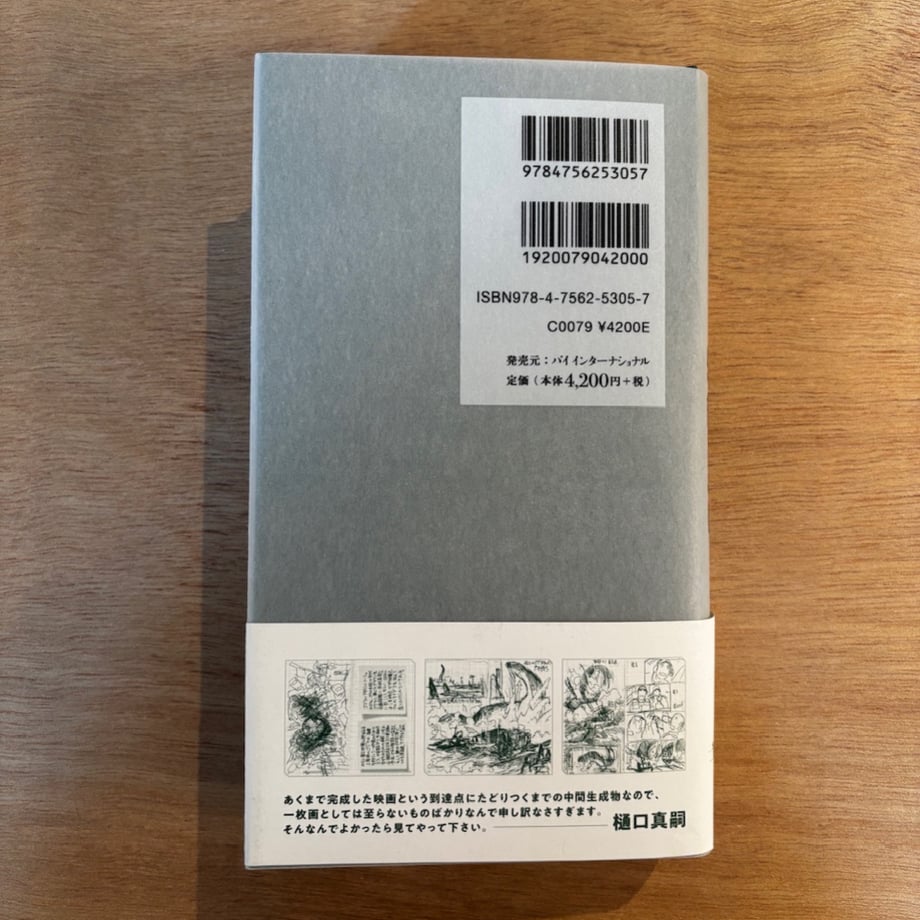 9784756253057
1920079042000
ISBN978-4-7562-5305-7
C0079 ¥4200E
発売元：パイ インターナショナル
定価（本体4,200円＋税）
あくまで完成した映画という到達点にたどりつくまでの中間生成物なので、
一枚画としては至らないものばかりなんで申し訳なさすぎます。
そんなんでよかったら見てやって下さい。
樋口真嗣